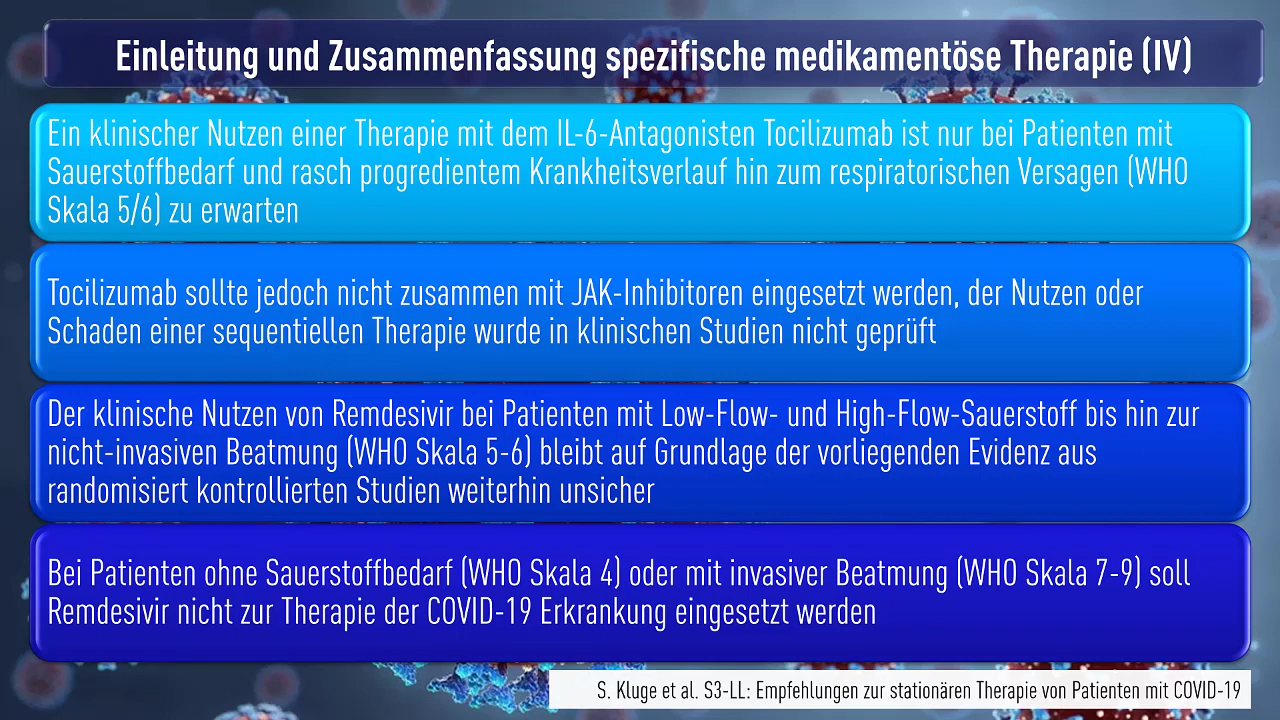 Einleitung und Zusammenfassung spezifische medikamentöse Therapie (IV)
Ein klinischer Nutzen einer Therapie mit dem IL-6-Antagonisten Tocilizumab ist nur bei Patienten mit
Sauerstoffbedarf und rasch progredientem Krankheitsverlauf hin zum respiratorischen Versagen (WHO
Skala 5/6) zu erwarten
Tocilizumab sollte jedoch nicht zusammen mit JAK-Inhibitoren eingesetzt werden, der Nutzen oder
Schaden einer sequentiellen Therapie wurde in klinischen Studien nicht geprüft
Der klinische Nutzen von Remdesivir bei Patienten mit Low-Flow- und High-Flow-Sauerstoff bis hin zur
nicht-invasiven Beatmung (WHO Skala 5-6) bleibt auf Grundlage der vorliegenden Evidenz aus
randomisiert kontrollierten Studien weiterhin unsicher
Bei Patienten ohne Sauerstoffbedarf (WHO Skala 4) oder mit invasiver Beatmung (WHO Skala 7-9) soll
Remdesivir nicht zur Therapie der COVID-19 Erkrankung eingesetzt werden
S. Kluge et al. S3-LL: Empfehlungen zur stationären Therapie von Patienten mit COVID-19